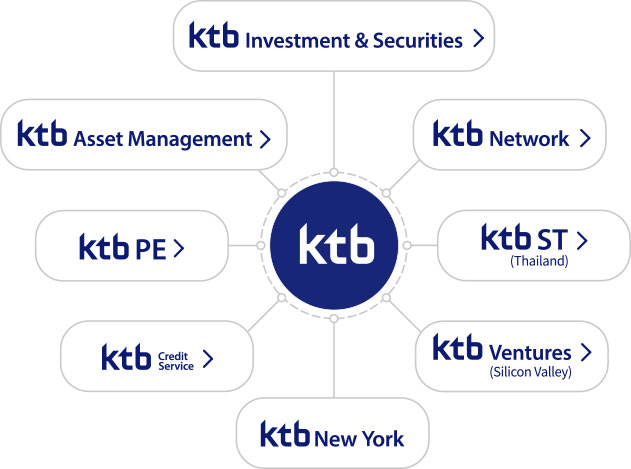 ktb Investment & Securities
ktb Asset Management
ktb Network
ktb PE
ktb
ktb ST
(Thailand)
ktb Credit
Service
ktb Ventures
(Silicon Valley)
ktb New York